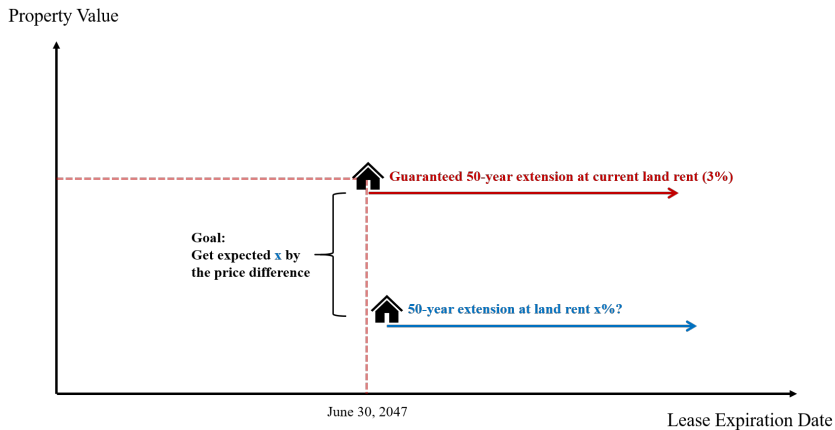 Property Value
Guaranteed 50-year extension at current land rent (3%)
Goal:
Get expected x by
the price difference
50-year extension at land rent x%?
June 30, 2047
Lease Expiration Date